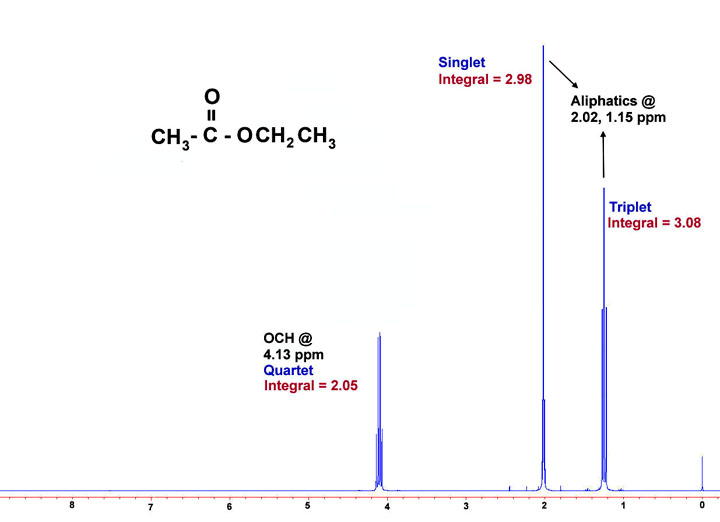 Singlet
Integral = 2.98
Aliphatics @
2.02, 1.15 ppm
O
CH3- C - OCH2CH3
Triplet
Integral = 3.08
OCH @
4.13 ppm
Quartet
Integral = 2.05
8 7 6 5 4 3 2 1 0